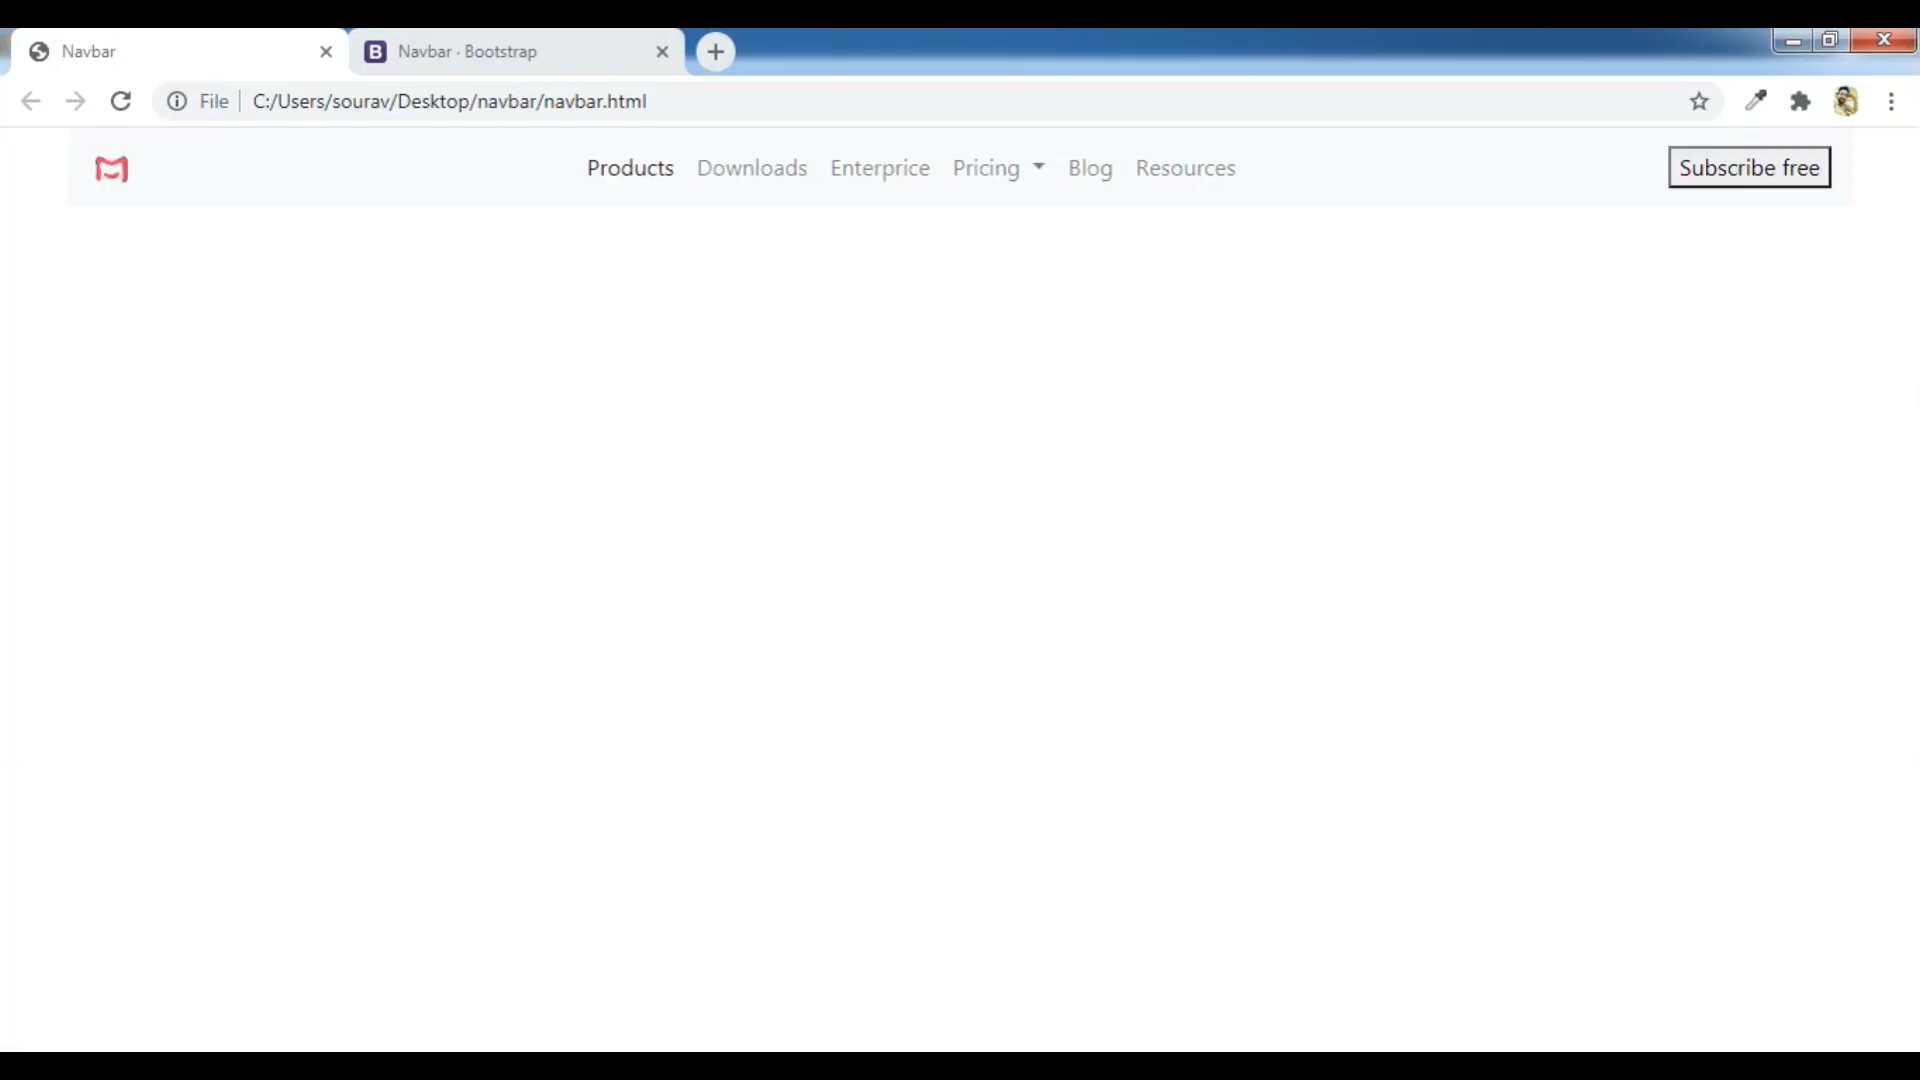 Navbar
Navbar · Bootstrap
File
C:/Users/sourav/Desktop/navbar/navbar.html
Products Downloads Enterprice Pricing Blog Resources
Subscribe free